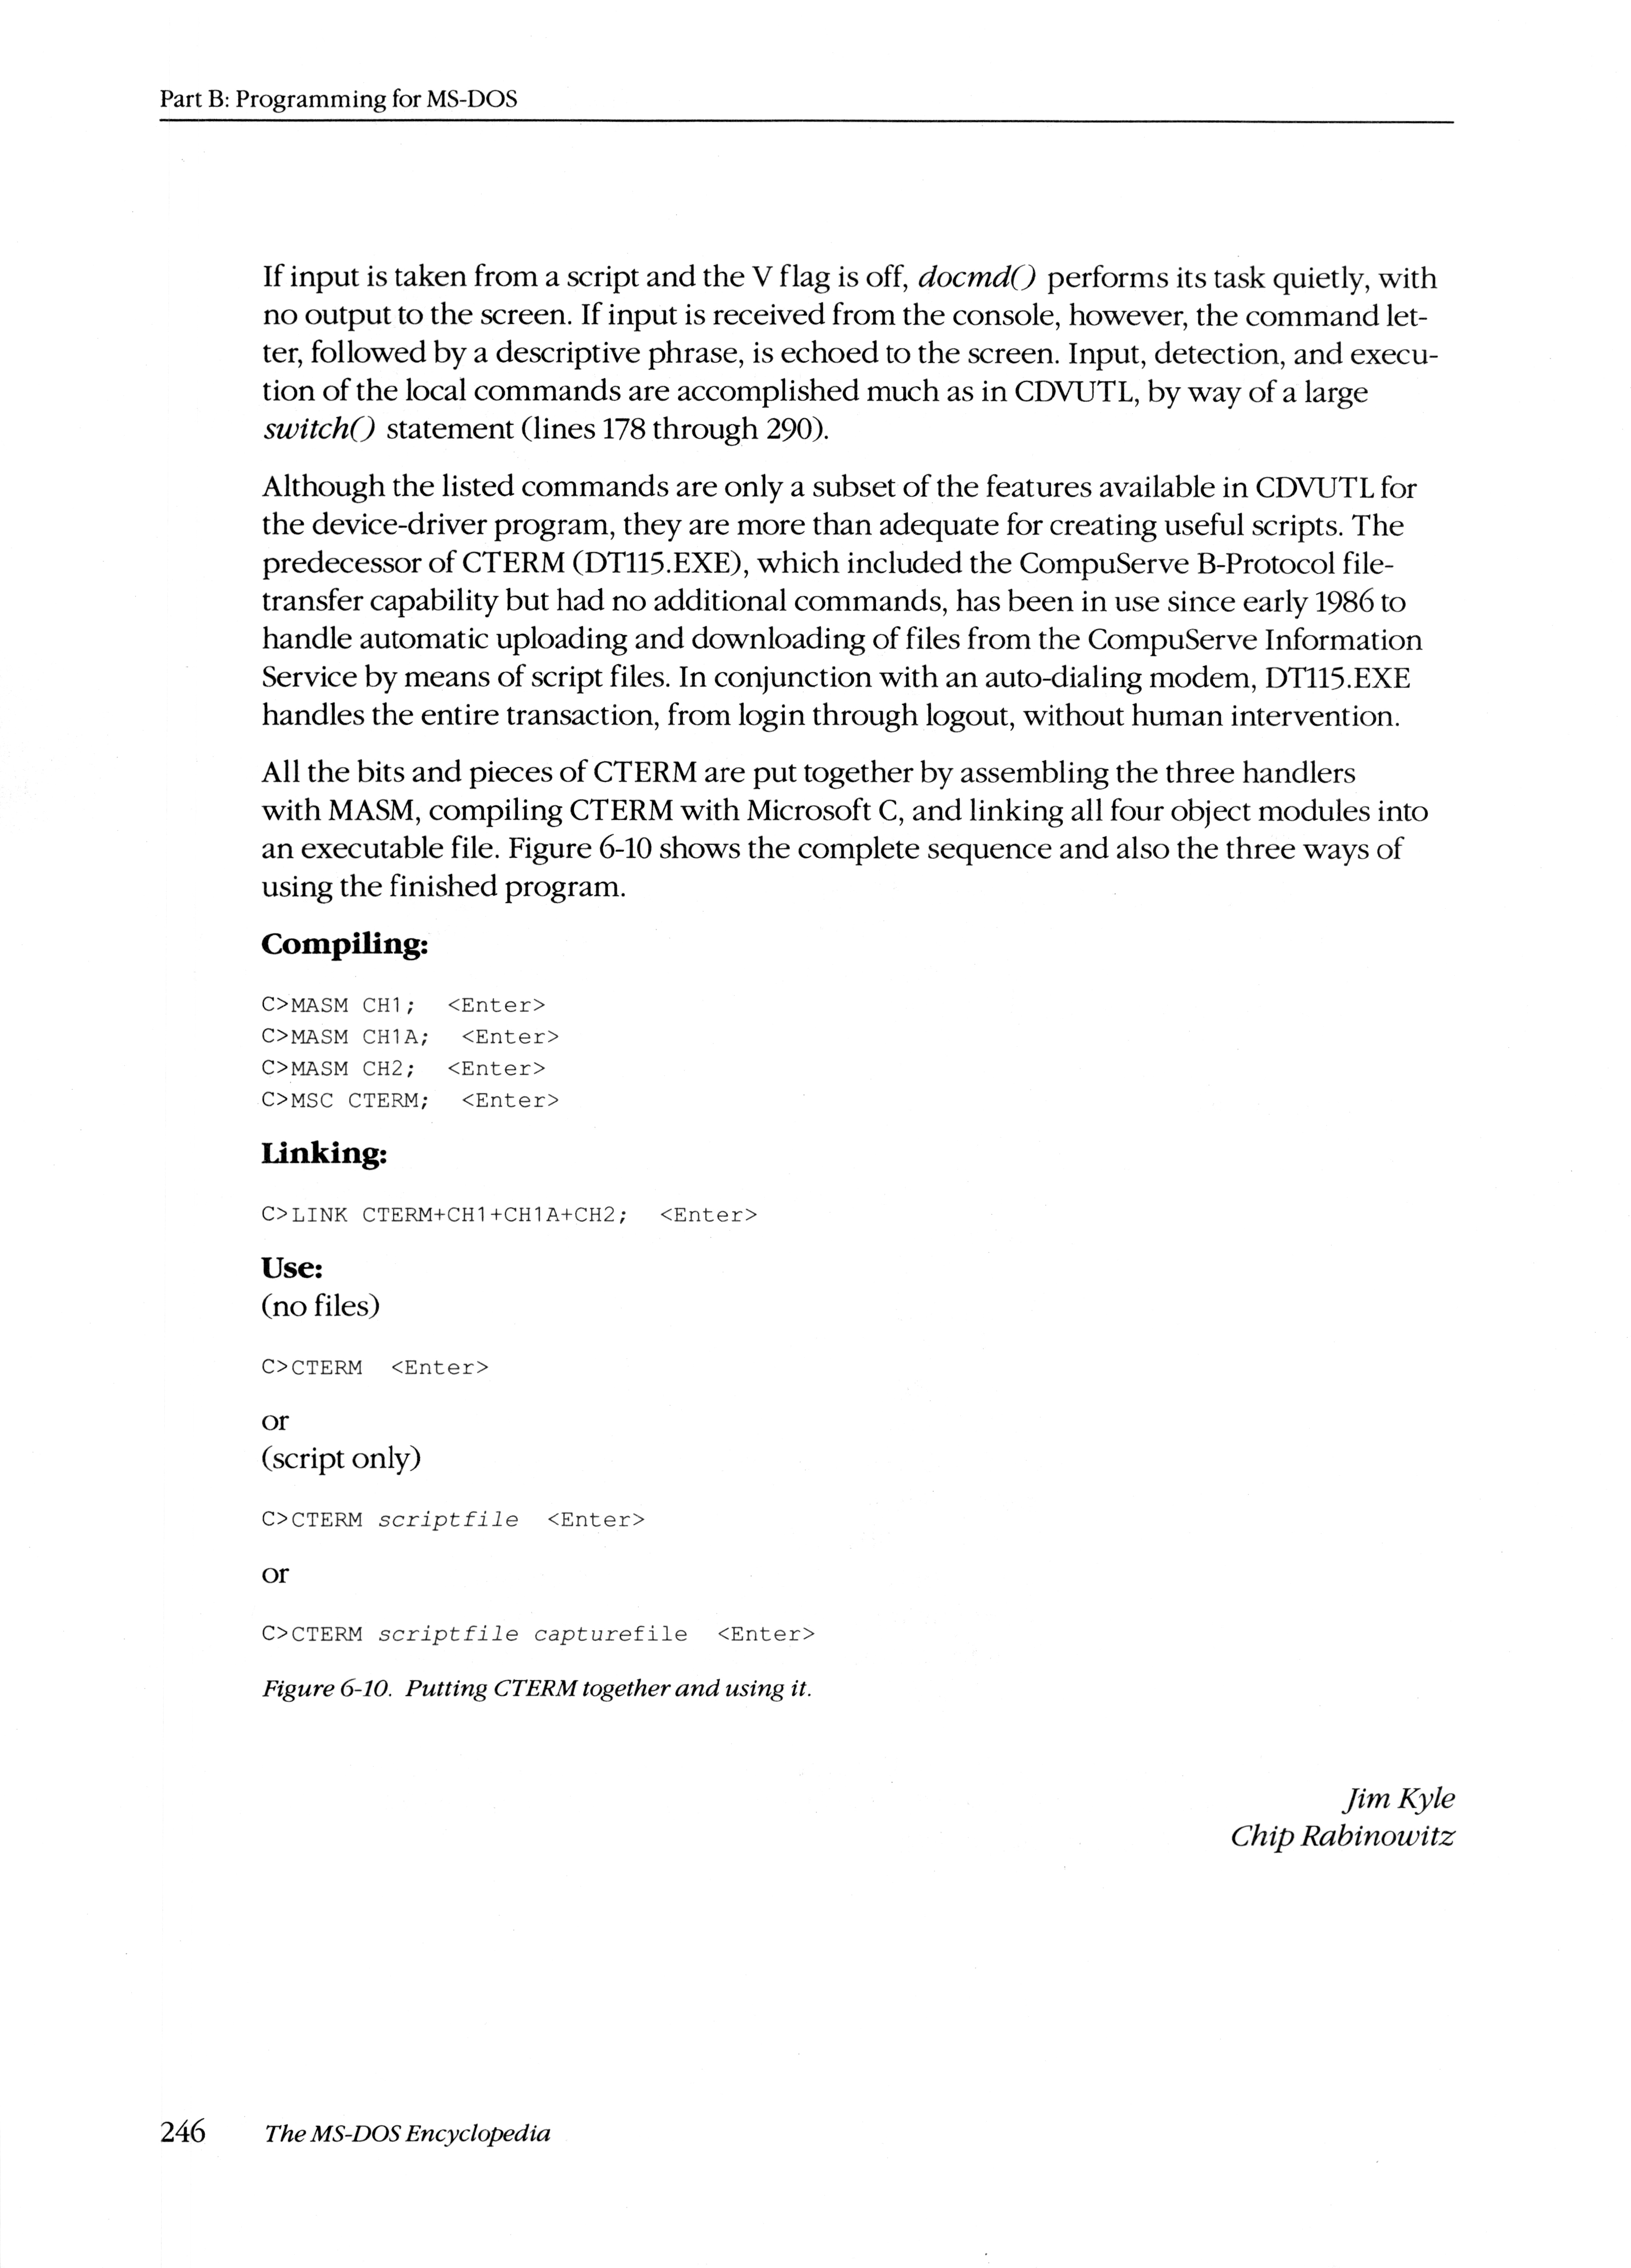 Part B: Programming for MS-DOS
If input is taken from a script and the V flag is off, docmd() performs its task quietly, with
no output to the screen. If input is received from the console, however, the command let-
ter, followed by a descriptive phrase, is echoed to the screen. Input, detection, and execu-
tion of the local commands are accomplished much as in CDVUTL, by way of a large
switch() statement (lines 178 through 290).
Although the listed commands are only a subset of the features available in CDVUTL for
the device-driver program, they are more than adequate for creating useful scripts. The
predecessor of CTERM (DT115.EXE), which included the CompuServe B-Protocol file-
transfer capability but had no additional commands, has been in use since early 1986 to
handle automatic uploading and downloading of files from the CompuServe Information
Service by means of script files. In conjunction with an auto-dialing modem, DT115.EXE
handles the entire transaction, from login through logout, without human intervention.
All the bits and pieces of CTERM are put together by assembling the three handlers
with MASM, compiling CTERM with Microsoft C, and linking all four object modules into
an executable file. Figure 6-10 shows the complete sequence and also the three ways of
using the finished program.
Compiling:
C>MASM CH1; <Enter>
C>MASM CH1A; <Enter>
C>MASM CH2; <Enter>
C>MSC CTERM; <Enter>
Linking:
C>LINK CTERM+CH1+CH1A+CH2; <Enter>
Use:
(no files)
C>CTERM <Enter>
or
(script only)
C>CTERM scriptfile <Enter>
or
C>CTERM scriptfile capturefile <Enter>
Figure 6-10. Putting CTERM together and using it.
Jim Kyle
Chip Rabinowitz
246 The MS-DOS Encyclopedia